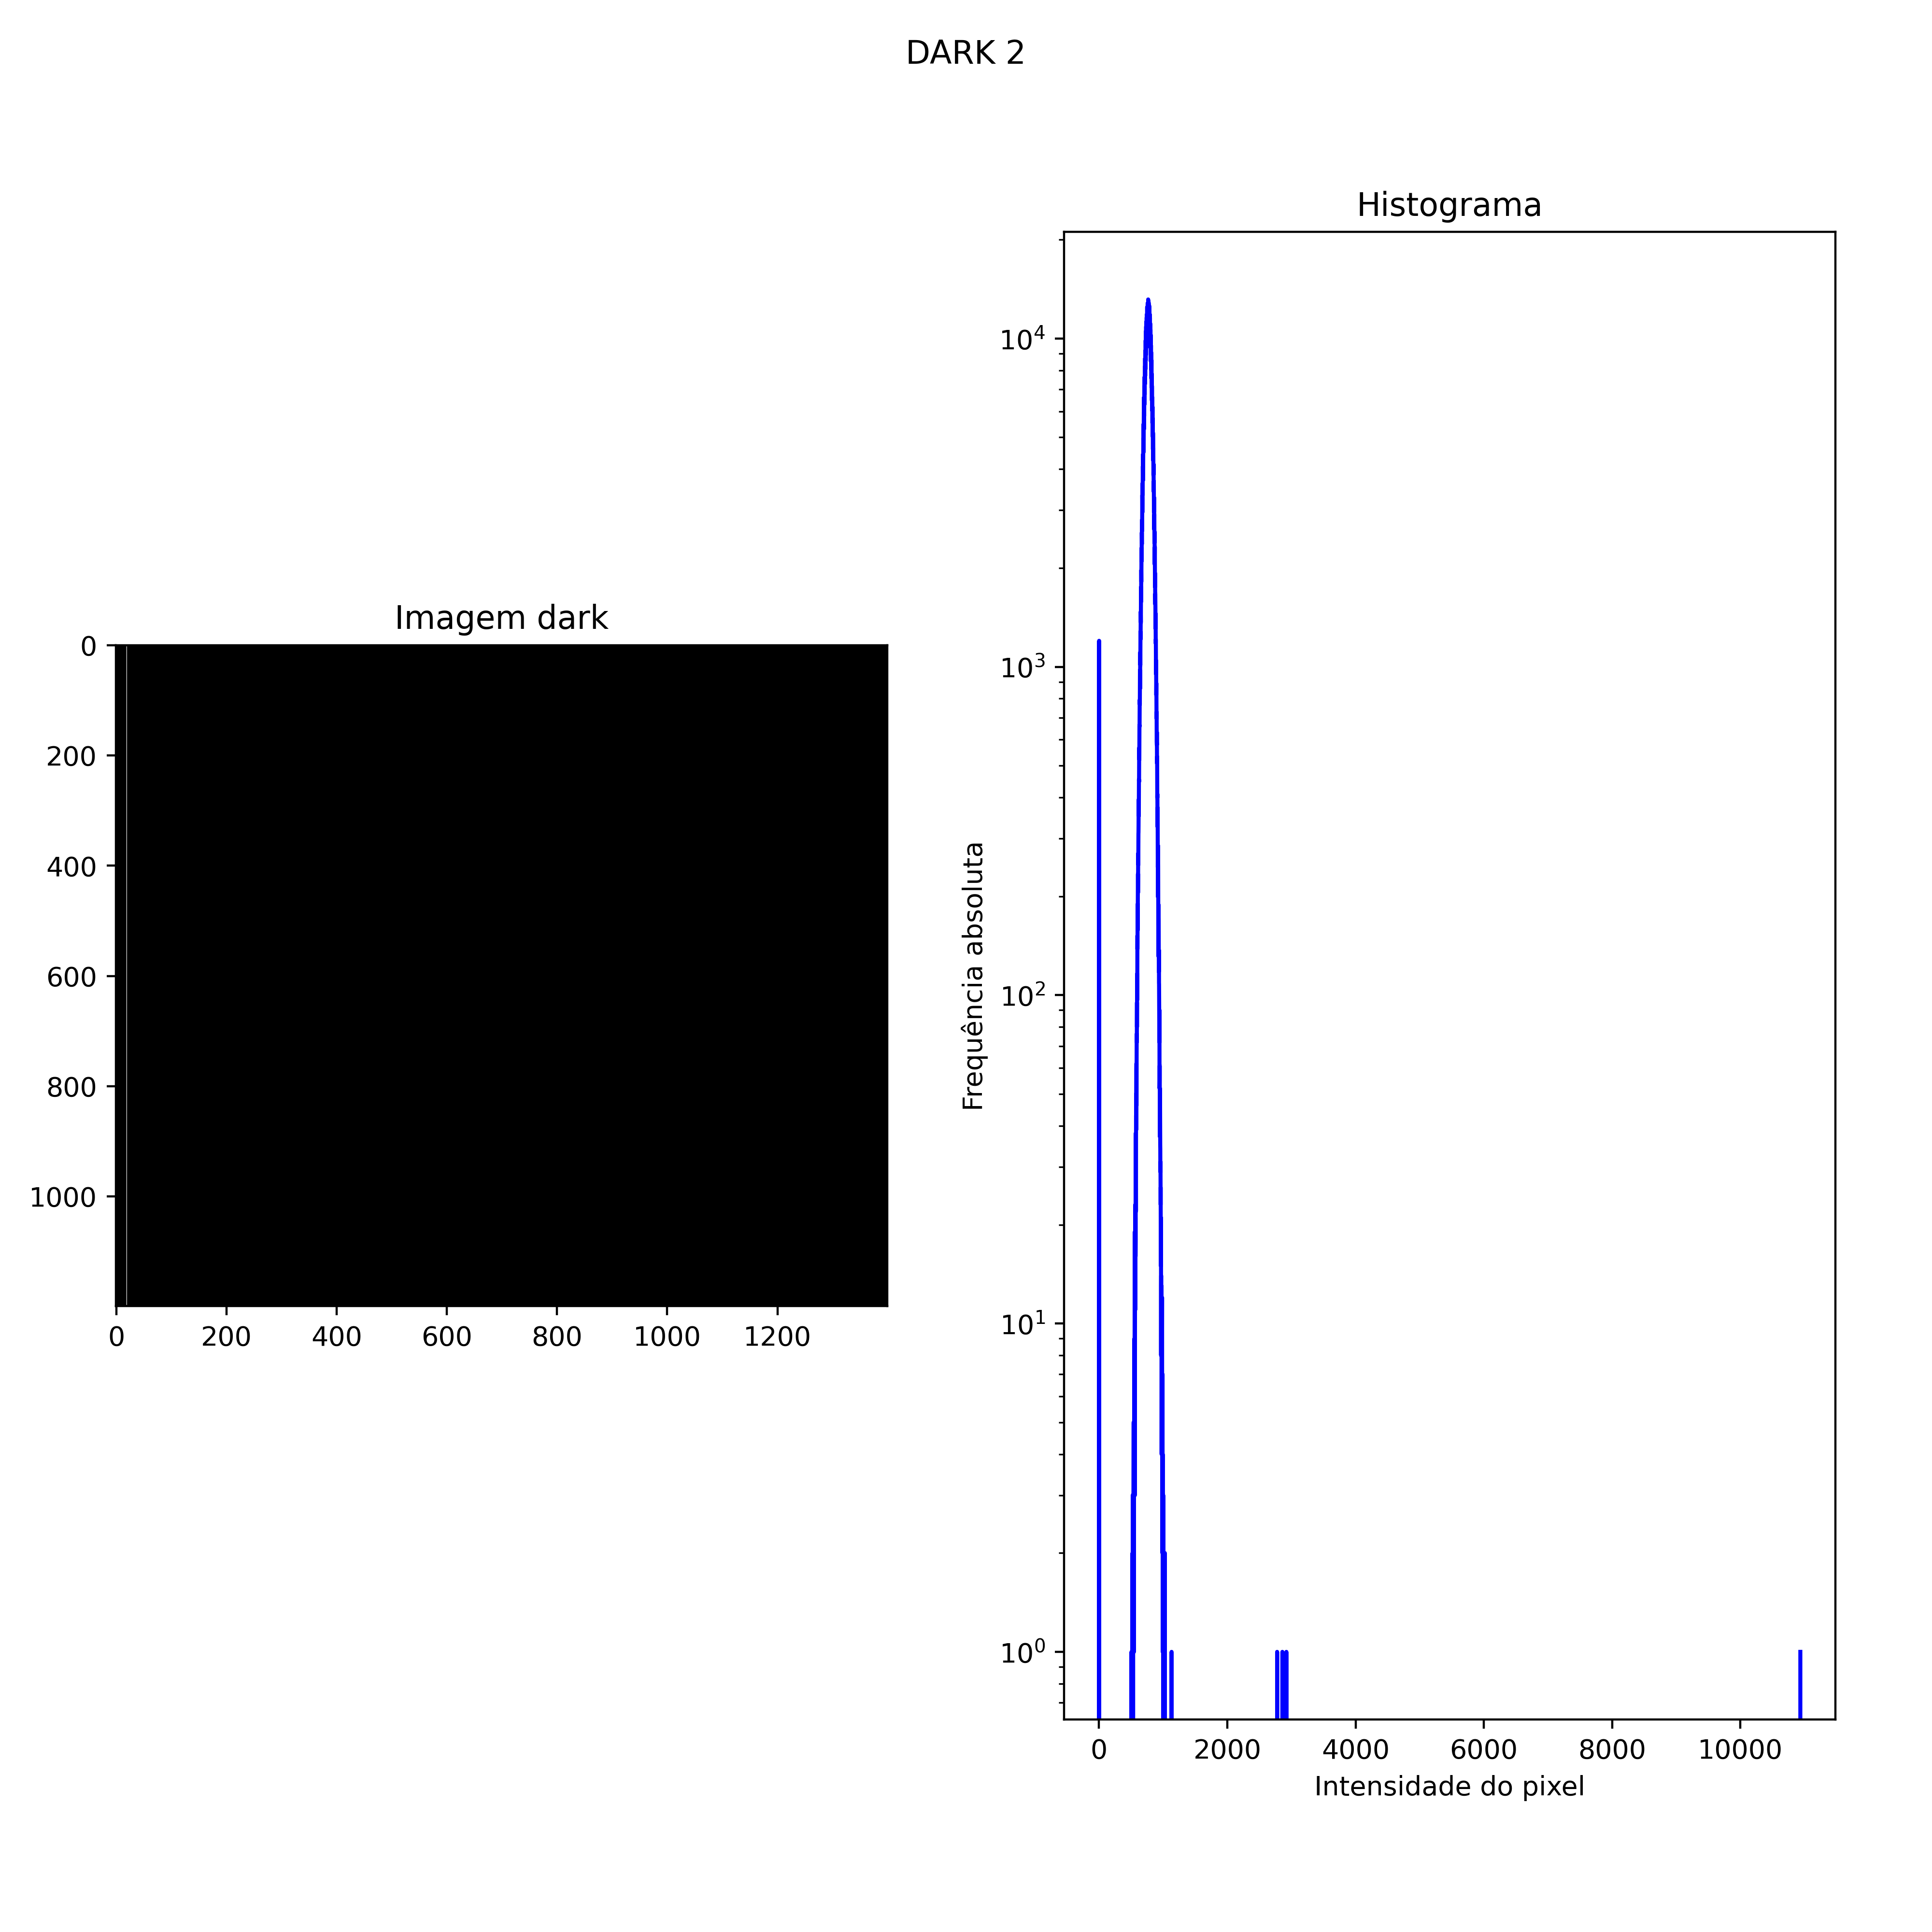 DARK 2
Imagem dark
0
200
400
600
800
1000
0 200 400 600 800 1000 1200
Histograma
Frequência absoluta
10⁴
10³
10²
10¹
10⁰
0 2000 4000 6000 8000 10000
Intensidade do pixel